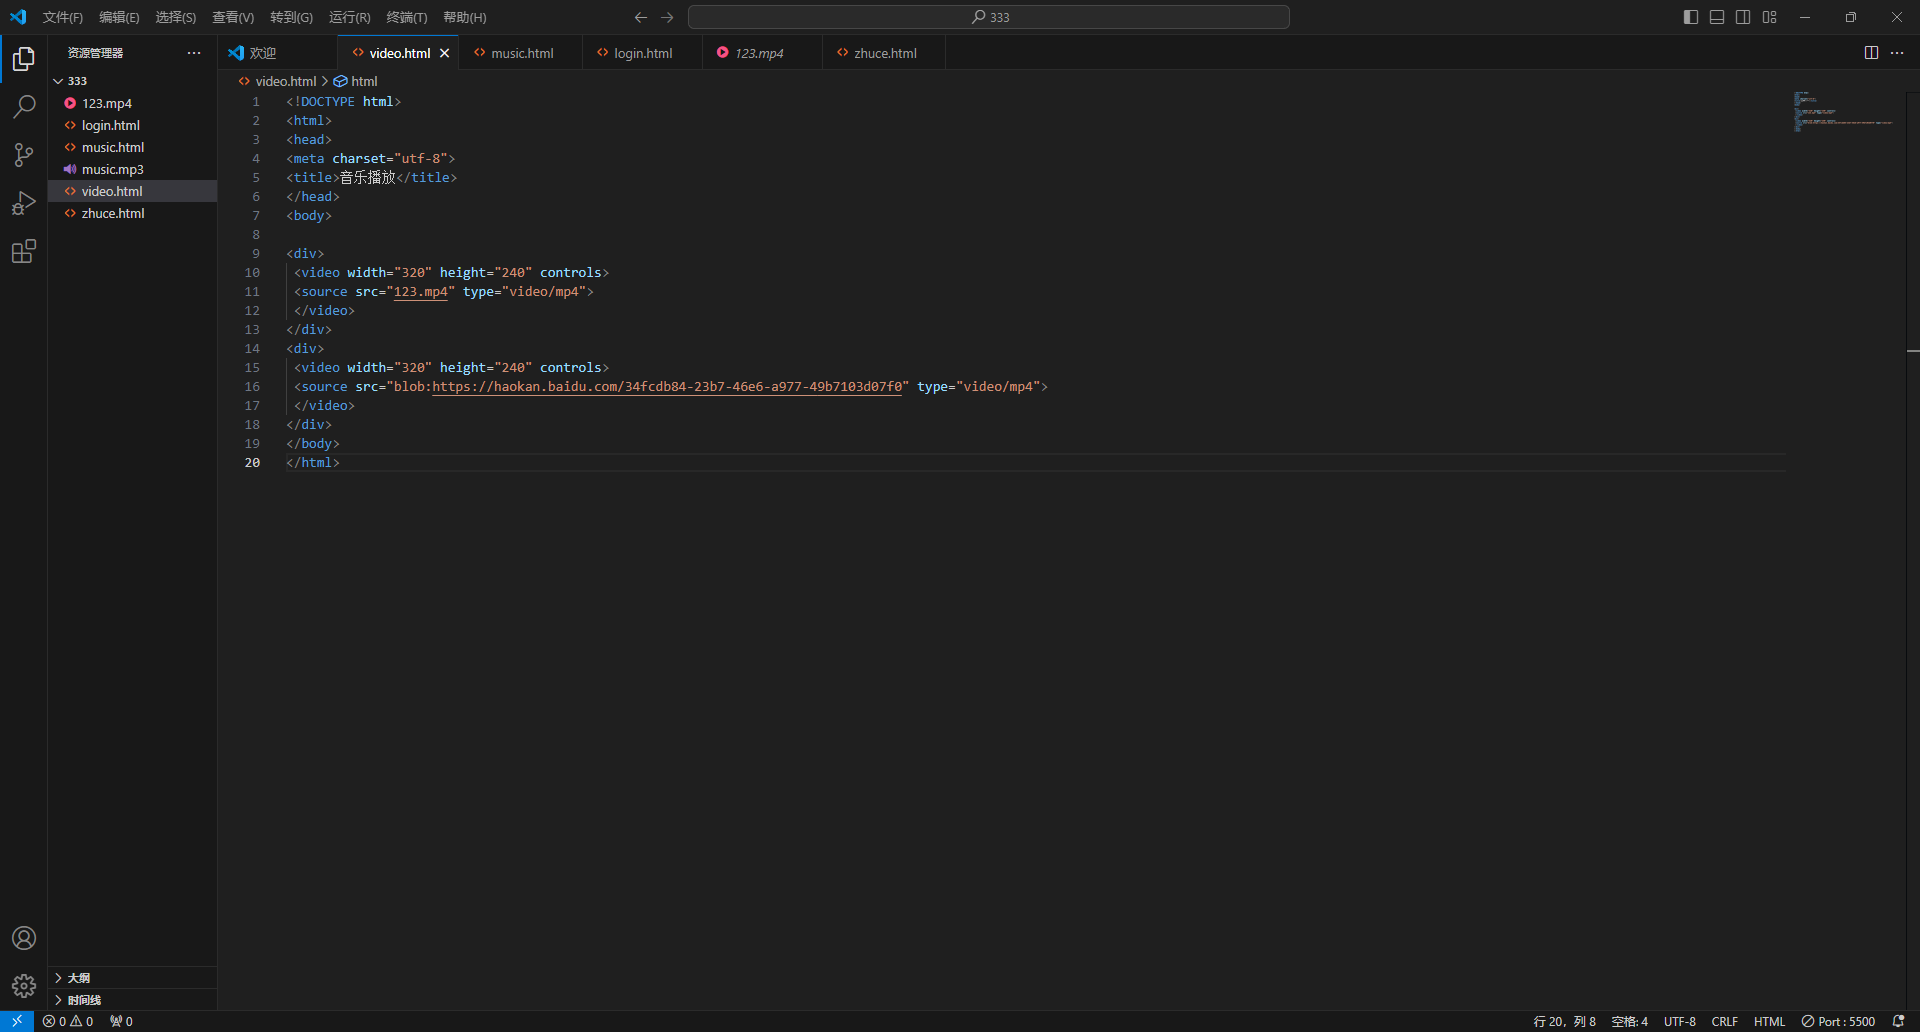 文件(F) 编辑(E) 选择(S) 查看(V) 转到(G) 运行(R) 终端(T) 帮助(H) 333
资源管理器
欢迎 video.html music.html login.html 123.mp4 zhuce.html
333
123.mp4
login.html
music.html
music.mp3
video.html
zhuce.html
大纲
时间线
video.html > html
1 <!DOCTYPE html>
2 <html>
3 <head>
4 <meta charset="utf-8">
5 <title>音乐播放</title>
6 </head>
7 <body>
8
9 <div>
10 <video width="320" height="240" controls>
11 <source src="123.mp4" type="video/mp4">
12 </video>
13 </div>
14 <div>
15 <video width="320" height="240" controls>
16 <source src="blob:https://haokan.baidu.com/34fcdb84-23b7-46e6-a977-49b7103d07f0" type="video/mp4">
17 </video>
18 </div>
19 </body>
20 </html>
0 0 0 行 20，列 8 空格: 4 UTF-8 CRLF HTML Port : 5500